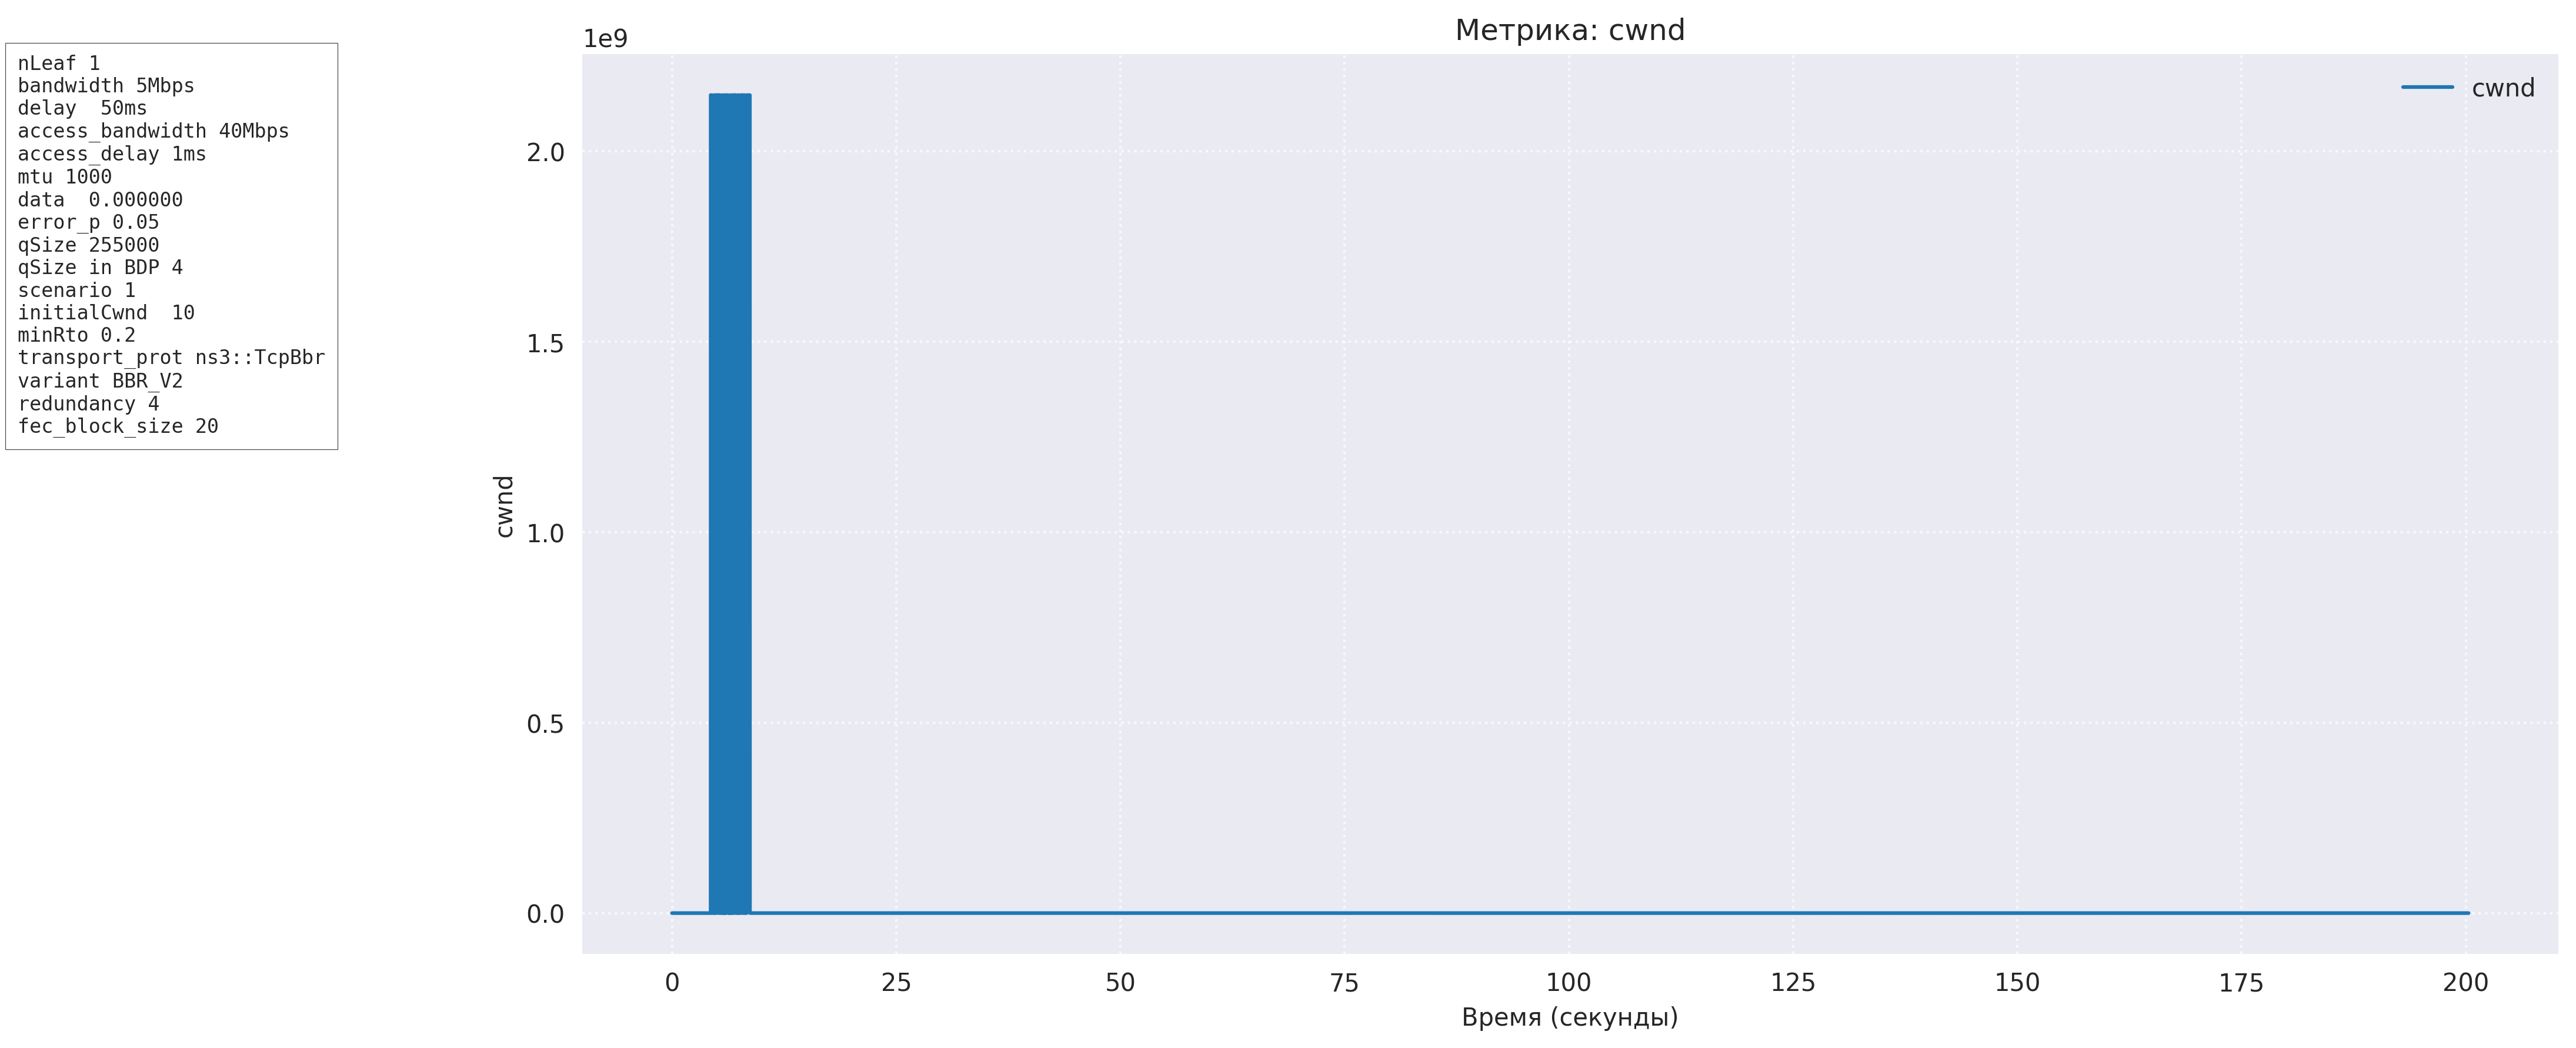 nLeaf 1
bandwidth 5Mbps
delay  50ms
access_bandwidth 40Mbps
access_delay 1ms
mtu 1000
data  0.000000
error_p 0.05
qSize 255000
qSize in BDP 4
scenario 1
initialCwnd  10
minRto 0.2
transport_prot ns3::TcpBbr
variant BBR_V2
redundancy 4
fec_block_size 20
Метрика: cwnd
1e9
cwnd
2.0
1.5
1.0
0.5
0.0
cwnd
0 25 50 75 100 125 150 175 200
Время (секунды)